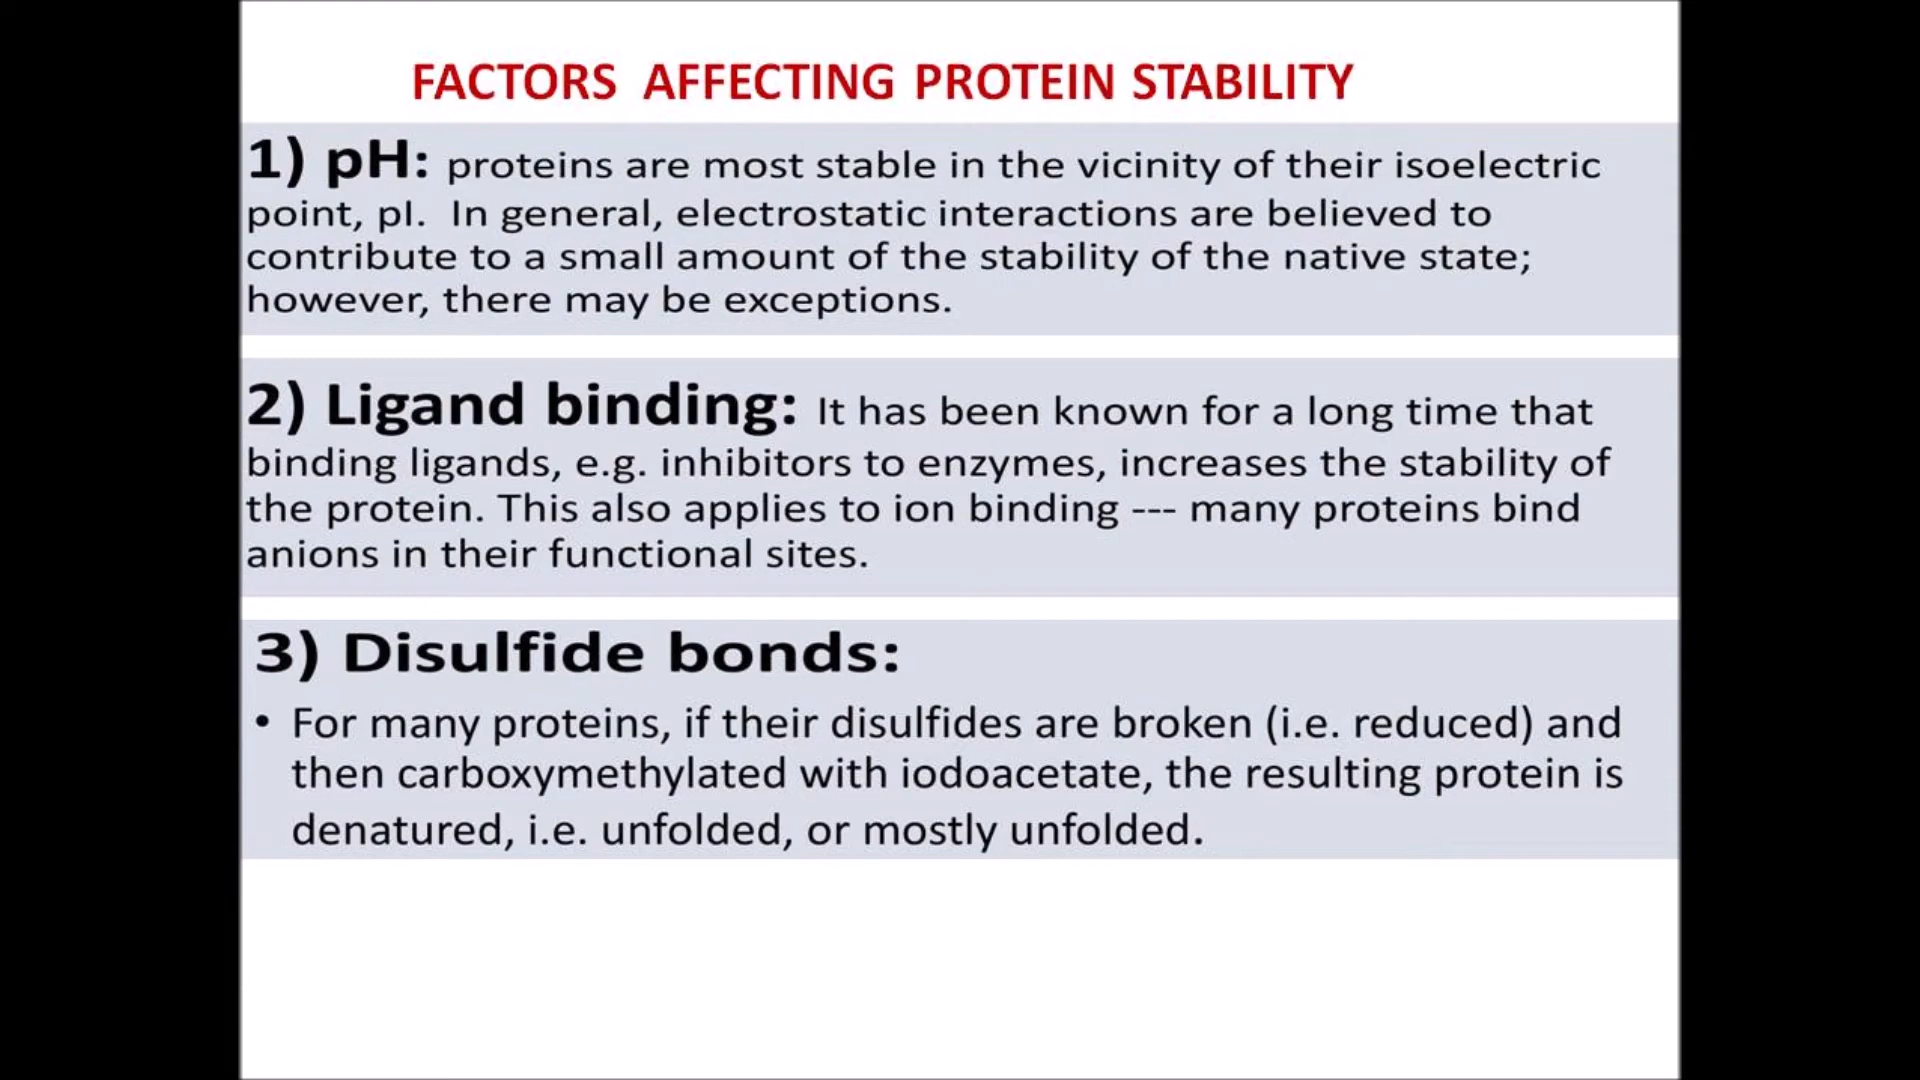 FACTORS AFFECTING PROTEIN STABILITY
1) pH: proteins are most stable in the vicinity of their isoelectric
point, pI. In general, electrostatic interactions are believed to
contribute to a small amount of the stability of the native state;
however, there may be exceptions.
2) Ligand binding: It has been known for a long time that
binding ligands, e.g. inhibitors to enzymes, increases the stability of
the protein. This also applies to ion binding --- many proteins bind
anions in their functional sites.
3) Disulfide bonds:
• For many proteins, if their disulfides are broken (i.e. reduced) and
then carboxymethylated with iodoacetate, the resulting protein is
denatured, i.e. unfolded, or mostly unfolded.